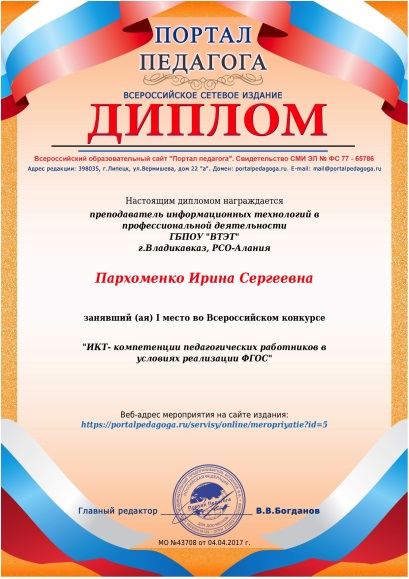 ПОРТАЛ
ПЕДАГОГА
ВСЕРОССИЙСКОЕ СЕТЕВОЕ ИЗДАНИЕ
ДИПЛОМ
Всероссийский образовательный сайт "Портал педагога". Свидетельство СМИ ЭЛ № ФС 77 - 65786
Адрес редакции: 398035, г.Липецк, ул.Вермишева, дом 22 "а". Домен: portalpedagoga.ru. E-mail: mail@portalpedagoga.ru
Настоящим дипломом награждается
преподаватель информационных технологий в
профессиональной деятельности
ГБПОУ "ВТЭТ"
г.Владикавказ, РСО-Алания
Пархоменко Ирина Сергеевна
занявший (ая) I место во Всероссийском конкурсе
"ИКТ- компетенции педагогических работников в
условиях реализации ФГОС"
Веб-адрес мероприятия на сайте издания:
https://portalpedagoga.ru/servisy/online/meropriyatie?id=5
Портал Педагога
Главный редактор В.В.Богданов
МО №43708 от 04.04.2017 г.